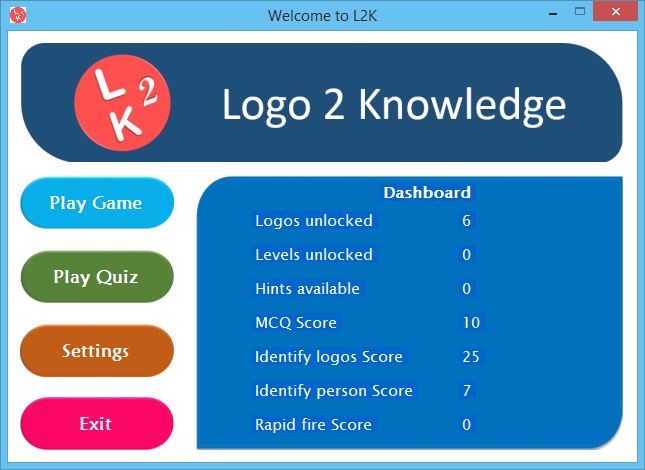 Welcome to L2K
L K 2
Logo 2 Knowledge
Play Game
Play Quiz
Settings
Exit
Dashboard
Logos unlocked 6
Levels unlocked 0
Hints available 0
MCQ Score 10
Identify logos Score 25
Identify person Score 7
Rapid fire Score 0